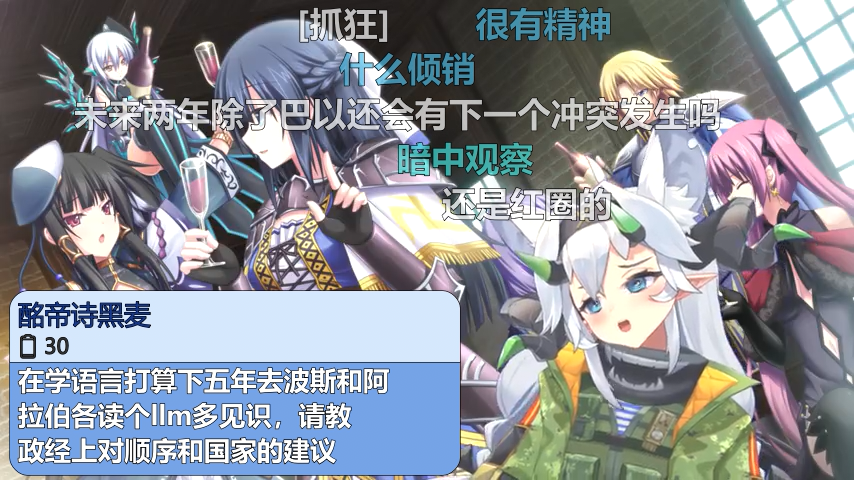 [抓狂]
很有精神
什么倾销
未来两年除了巴以还会有下一个冲突发生吗
暗中观察
还是红圈的
酩帝诗黑麦
30
在学语言打算下五年去波斯和阿
拉伯各读个llm多见识，请教
政经上对顺序和国家的建议